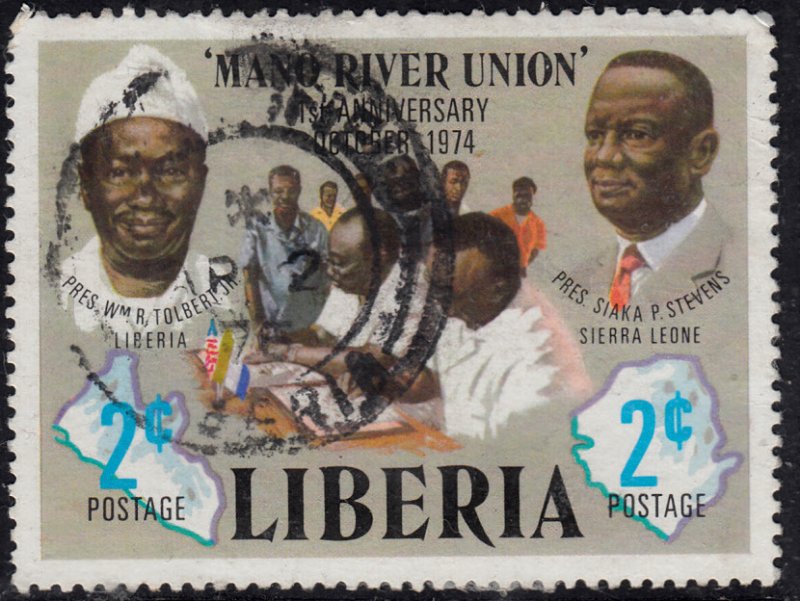 'MANO RIVER UNION'
1st ANNIVERSARY
OCTOBER 1974
PRES. WM R. TOLBERT, JR.
LIBERIA
PRES. SIAKA P. STEVENS
SIERRA LEONE
2¢
POSTAGE
LIBERIA
2¢
POSTAGE